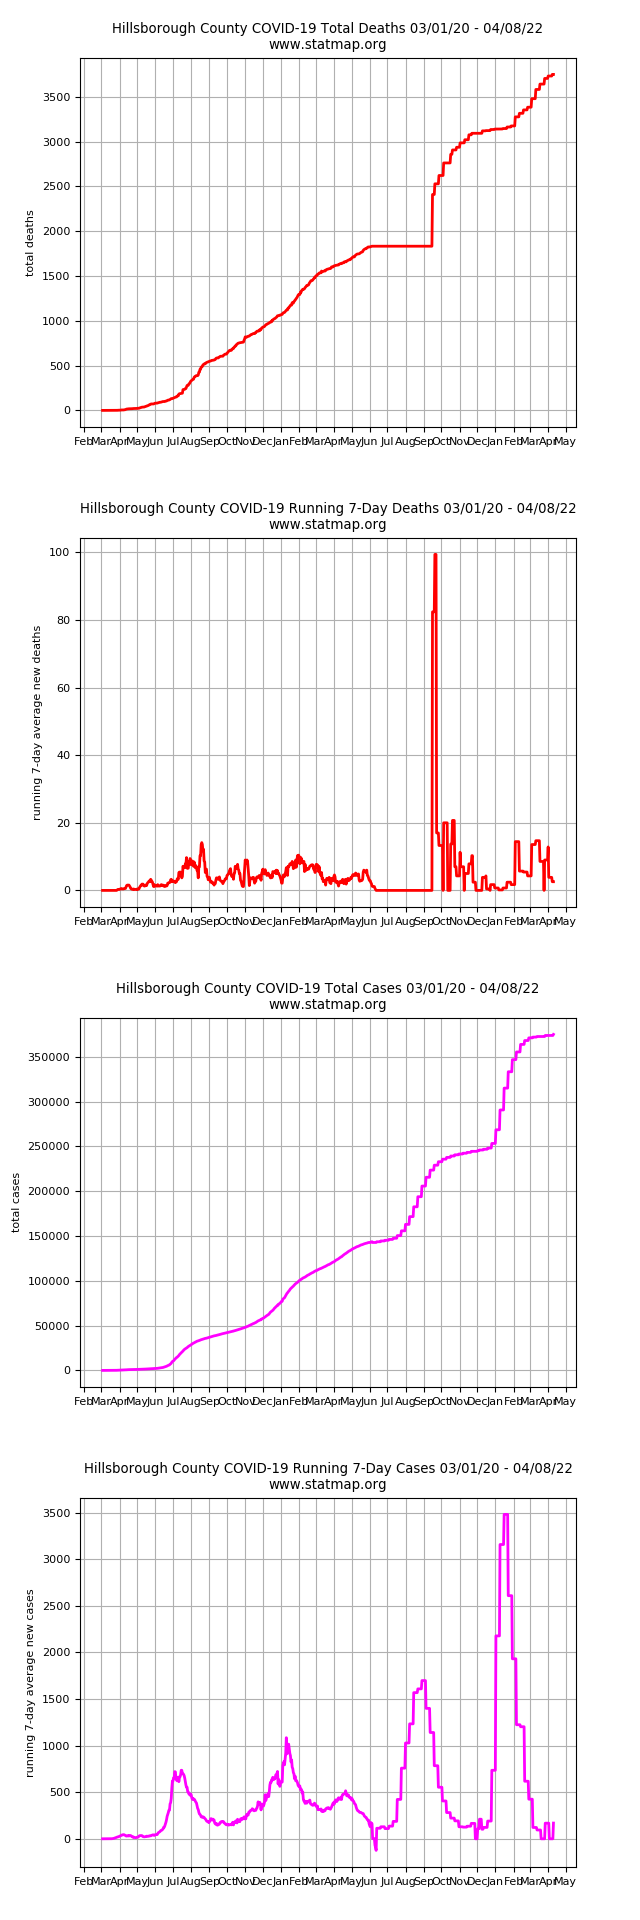 Hillsborough County COVID-19 Total Deaths 03/01/20 - 04/08/22
www.statmap.org
3500
3000
2500
2000
1500
1000
500
0
total deaths
Feb Mar Apr May Jun Jul Aug Sep Oct Nov Dec Jan Feb Mar Apr May Jun Jul Aug Sep Oct Nov Dec Jan Feb Mar Apr May
Hillsborough County COVID-19 Running 7-Day Deaths 03/01/20 - 04/08/22
www.statmap.org
100
80
60
40
20
0
running 7-day average new deaths
Feb Mar Apr May Jun Jul Aug Sep Oct Nov Dec Jan Feb Mar Apr May Jun Jul Aug Sep Oct Nov Dec Jan Feb Mar Apr May
Hillsborough County COVID-19 Total Cases 03/01/20 - 04/08/22
www.statmap.org
350000
300000
250000
200000
150000
100000
50000
0
total cases
Feb Mar Apr May Jun Jul Aug Sep Oct Nov Dec Jan Feb Mar Apr May Jun Jul Aug Sep Oct Nov Dec Jan Feb Mar Apr May
Hillsborough County COVID-19 Running 7-Day Cases 03/01/20 - 04/08/22
www.statmap.org
3500
3000
2500
2000
1500
1000
500
0
running 7-day average new cases
Feb Mar Apr May Jun Jul Aug Sep Oct Nov Dec Jan Feb Mar Apr May Jun Jul Aug Sep Oct Nov Dec Jan Feb Mar Apr May